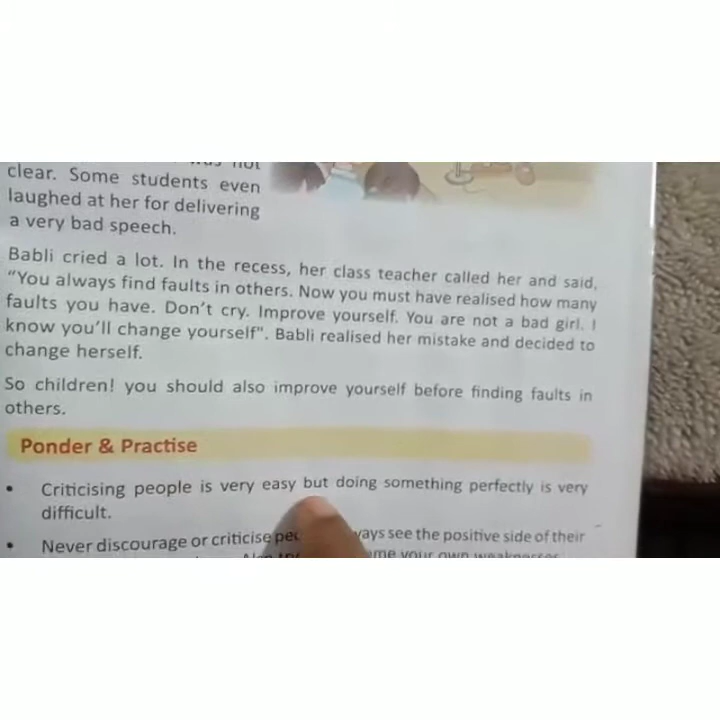 was not
clear. Some students even
laughed at her for delivering
a very bad speech.
Babli cried a lot. In the recess, her class teacher called her and said,
“You always find faults in others. Now you must have realised how many
faults you have. Don’t cry. Improve yourself. You are not a bad girl. I
know you’ll change yourself". Babli realised her mistake and decided to
change herself.
So children! you should also improve yourself before finding faults in
others.
Ponder & Practise
• Criticising people is very easy but doing something perfectly is very
difficult.
• Never discourage or criticise see the positive side of their
your own weaknesses